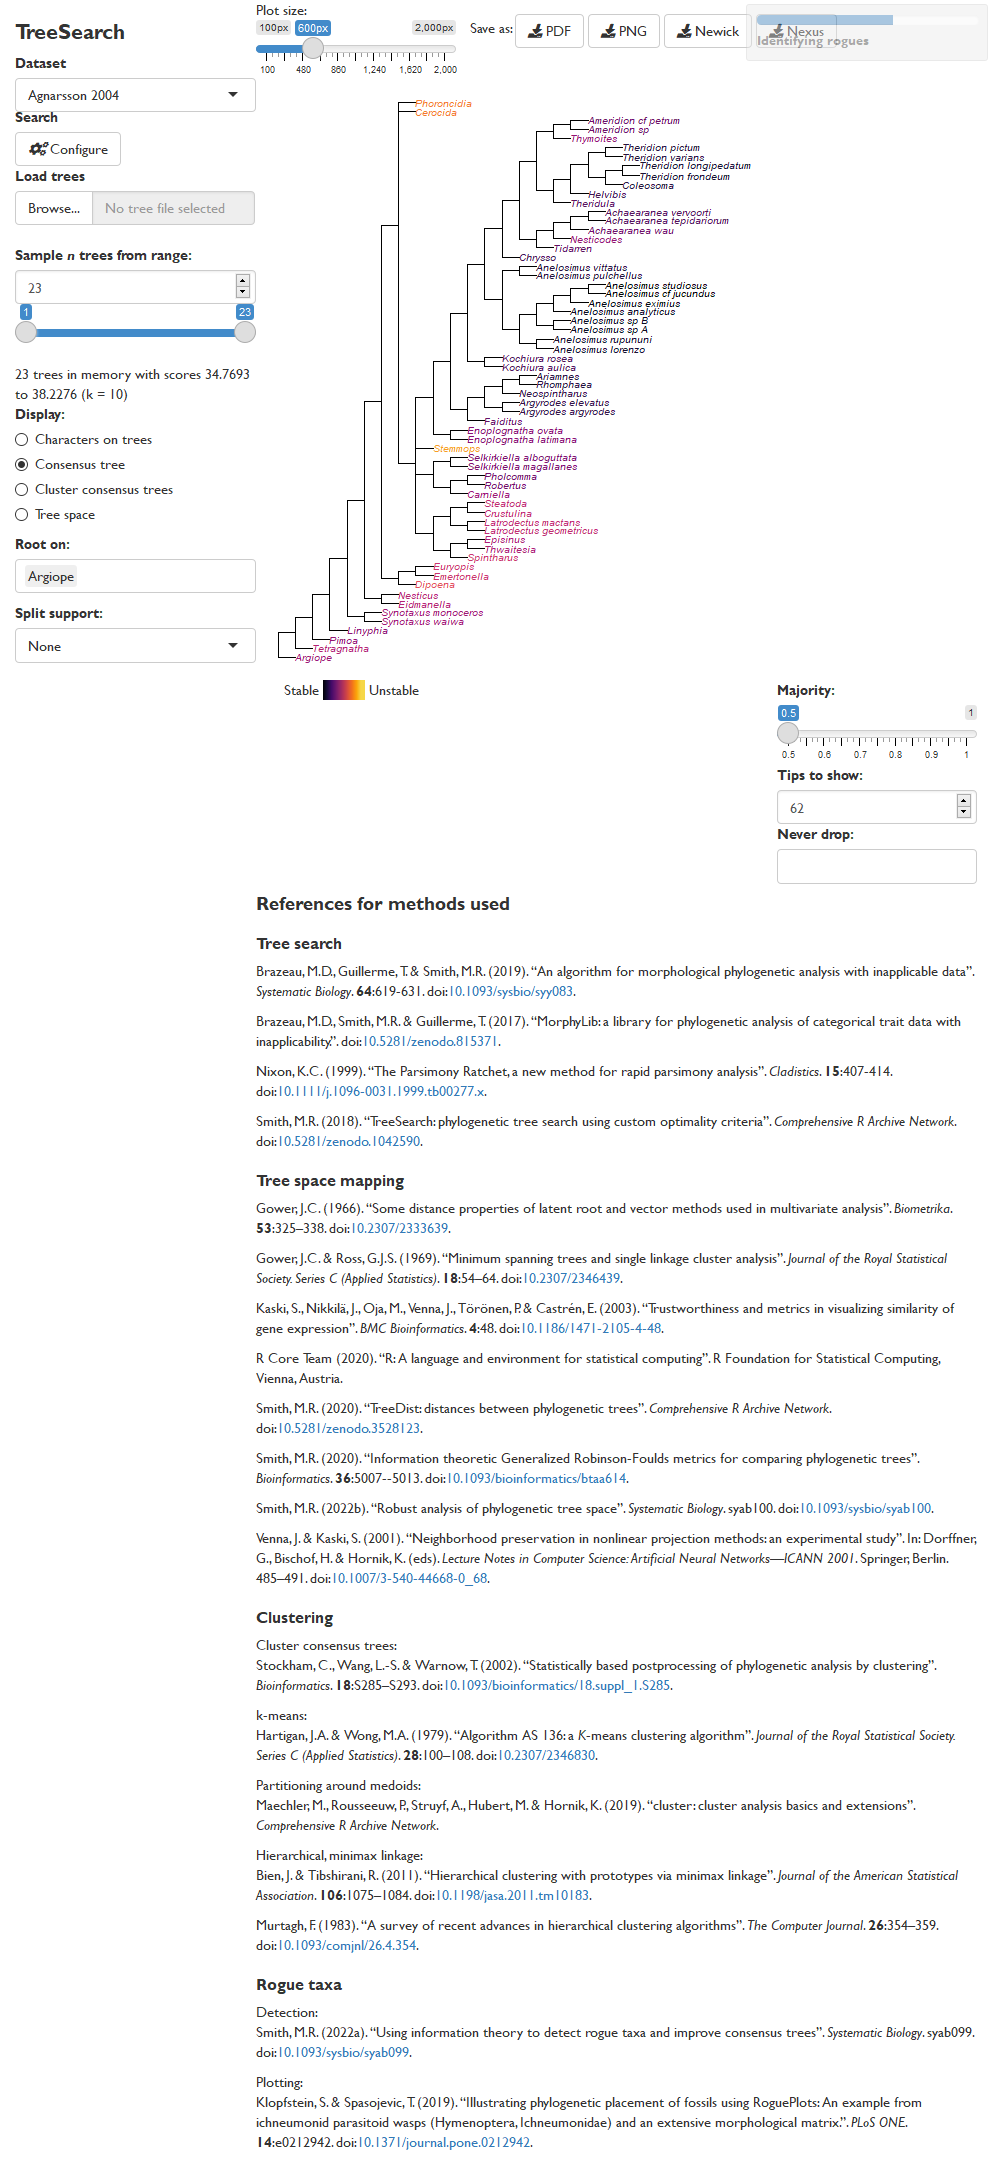 TreeSearch
Dataset
Agnarsson 2004
Search
Configure
Load trees
Browse... No tree file selected
Sample n trees from range:
23
1 23
23 trees in memory with scores 34.7693
to 38.2276 (k = 10)
Display:
Characters on trees
Consensus tree
Cluster consensus trees
Tree space
Root on:
Argiope
Split support:
None
Plot size:
100px 600px 2,000px
100 480 860 1,240 1,620 2,000
Save as: PDF PNG Newick Nexus
Identifying rogues
Phoroncidia
Cerocida
Ameridion cf petrum
Ameridion sp
Thymoites
Theridion pictum
Theridion varians
Theridion longipedatum
Theridion frondeum
Coleosoma
Helvibis
Theridula
Achaearanea vervoorti
Achaearanea tepidariorum
Achaearanea wau
Nesticodes
Tidarren
Chrysso
Anelosimus vittatus
Anelosimus pulchellus
Anelosimus studiosus
Anelosimus cf jucundus
Anelosimus eximius
Anelosimus analyticus
Anelosimus sp B
Anelosimus sp A
Anelosimus rupununi
Anelosimus lorenzo
Kochiura rosea
Kochiura aulica
Ariamnes
Rhomphaea
Neospintharus
Argyrodes elevatus
Argyrodes argyrodes
Faiditus
Enoplognatha ovata
Enoplognatha latimana
Stemmops
Selkirkiella alboguttata
Selkirkiella magallanes
Pholcomma
Robertus
Carniella
Steatoda
Crustulina
Latrodectus mactans
Latrodectus geometricus
Episinus
Thwaitesia
Spintharus
Euryopis
Emertonella
Dipoena
Nesticus
Eidmanella
Synotaxus monoceros
Synotaxus waiwa
Linyphia
Pimoa
Tetragnatha
Argiope
Stable Unstable
Majority:
0.5 1
0.5 0.6 0.7 0.8 0.9 1
Tips to show:
62
Never drop:
References for methods used
Tree search
Brazeau, M.D., Guillerme, T. & Smith, M.R. (2019). “An algorithm for morphological phylogenetic analysis with inapplicable data”.
Systematic Biology. 64:619-631. doi:10.1093/sysbio/syy083.
Brazeau, M.D., Smith, M.R. & Guillerme, T. (2017). “MorphyLib: a library for phylogenetic analysis of categorical trait data with
inapplicability.”. doi:10.5281/zenodo.815371.
Nixon, K.C. (1999). “The Parsimony Ratchet, a new method for rapid parsimony analysis”. Cladistics. 15:407-414.
doi:10.1111/j.1096-0031.1999.tb00277.x.
Smith, M.R. (2018). “TreeSearch: phylogenetic tree search using custom optimality criteria”. Comprehensive R Archive Network.
doi:10.5281/zenodo.1042590.
Tree space mapping
Gower, J.C. (1966). “Some distance properties of latent root and vector methods used in multivariate analysis”. Biometrika.
53:325–338. doi:10.2307/2333639.
Gower, J.C. & Ross, G.J.S. (1969). “Minimum spanning trees and single linkage cluster analysis”. Journal of the Royal Statistical
Society. Series C (Applied Statistics). 18:54–64. doi:10.2307/2346439.
Kaski, S., Nikkilä, J., Oja, M., Venna, J., Törönen, P. & Castrén, E. (2003). “Trustworthiness and metrics in visualizing similarity of
gene expression”. BMC Bioinformatics. 4:48. doi:10.1186/1471-2105-4-48.
R Core Team (2020). “R: A language and environment for statistical computing”. R Foundation for Statistical Computing,
Vienna, Austria.
Smith, M.R. (2020). “TreeDist: distances between phylogenetic trees”. Comprehensive R Archive Network.
doi:10.5281/zenodo.3528123.
Smith, M.R. (2020). “Information theoretic Generalized Robinson-Foulds metrics for comparing phylogenetic trees”.
Bioinformatics. 36:5007--5013. doi:10.1093/bioinformatics/btaa614.
Smith, M.R. (2022b). “Robust analysis of phylogenetic tree space”. Systematic Biology. syab100. doi:10.1093/sysbio/syab100.
Venna, J. & Kaski, S. (2001). “Neighborhood preservation in nonlinear projection methods: an experimental study”. In: Dorffner,
G., Bischof, H. & Hornik, K. (eds). Lecture Notes in Computer Science: Artificial Neural Networks—ICANN 2001. Springer, Berlin.
485–491. doi:10.1007/3-540-44668-0_68.
Clustering
Cluster consensus trees:
Stockham, C., Wang, L.-S. & Warnow, T. (2002). “Statistically based postprocessing of phylogenetic analysis by clustering”.
Bioinformatics. 18:S285–S293. doi:10.1093/bioinformatics/18.suppl_1.S285.
k-means:
Hartigan, J.A. & Wong, M.A. (1979). “Algorithm AS 136: a K-means clustering algorithm”. Journal of the Royal Statistical Society.
Series C (Applied Statistics). 28:100–108. doi:10.2307/2346830.
Partitioning around medoids:
Maechler, M., Rousseeuw, P., Struyf, A., Hubert, M. & Hornik, K. (2019). “cluster: cluster analysis basics and extensions”.
Comprehensive R Archive Network.
Hierarchical, minimax linkage:
Bien, J. & Tibshirani, R. (2011). “Hierarchical clustering with prototypes via minimax linkage”. Journal of the American Statistical
Association. 106:1075–1084. doi:10.1198/jasa.2011.tm10183.
Murtagh, F. (1983). “A survey of recent advances in hierarchical clustering algorithms”. The Computer Journal. 26:354–359.
doi:10.1093/comjnl/26.4.354.
Rogue taxa
Detection:
Smith, M.R. (2022a). “Using information theory to detect rogue taxa and improve consensus trees”. Systematic Biology. syab099.
doi:10.1093/sysbio/syab099.
Plotting:
Klopfstein, S. & Spasojevic, T. (2019). “Illustrating phylogenetic placement of fossils using RoguePlots: An example from
ichneumonid parasitoid wasps (Hymenoptera, Ichneumonidae) and an extensive morphological matrix.”. PLoS ONE.
14:e0212942. doi:10.1371/journal.pone.0212942.